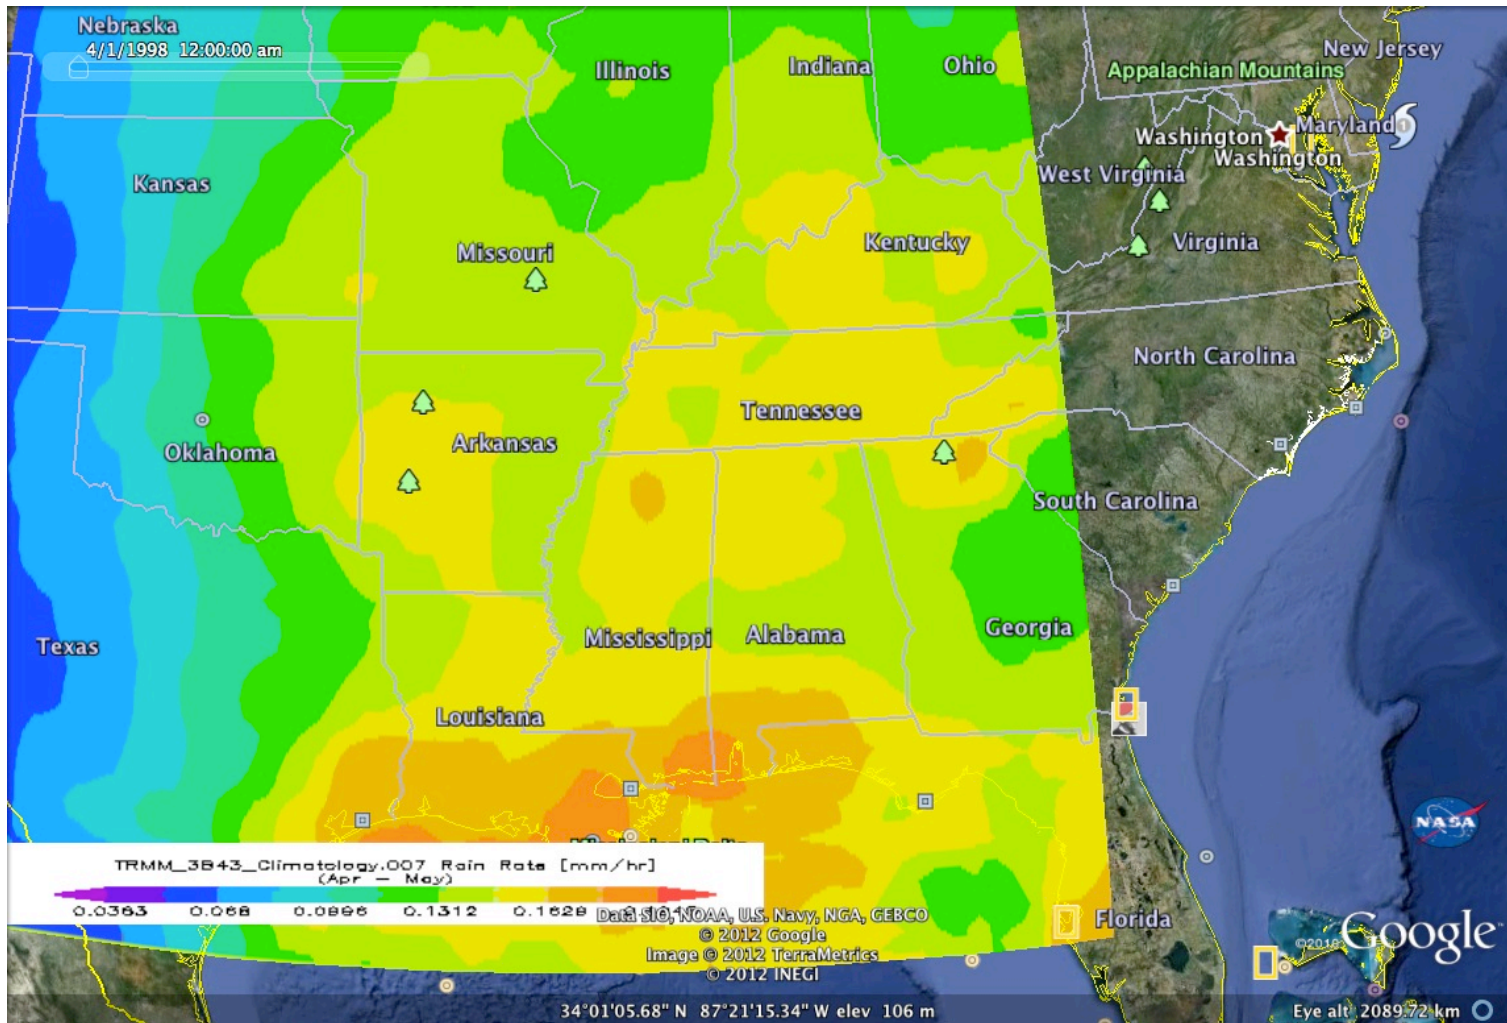 Nebraska
4/1/1998 12:00:00 am
Illinois
Indiana
Ohio
New Jersey
Appalachian Mountains
Washington
Maryland
1
Washington
West Virginia
Kansas
Virginia
Kentucky
Missouri
North Carolina
Tennessee
Arkansas
Oklahoma
South Carolina
Georgia
Mississippi
Alabama
Texas
Louisiana
NASA
TRMM_3B43_Climatology.007 Rain Rate [mm/hr]
(Apr – May)
0.0363 0.068 0.0996 0.1312 0.1628
Data SIO, NOAA, U.S. Navy, NGA, GEBCO
© 2012 Google
Image © 2012 TerraMetrics
© 2012 INEGI
Florida
Google
34°01'05.68" N 87°21'15.34" W elev 106 m
Eye alt 2089.72 km